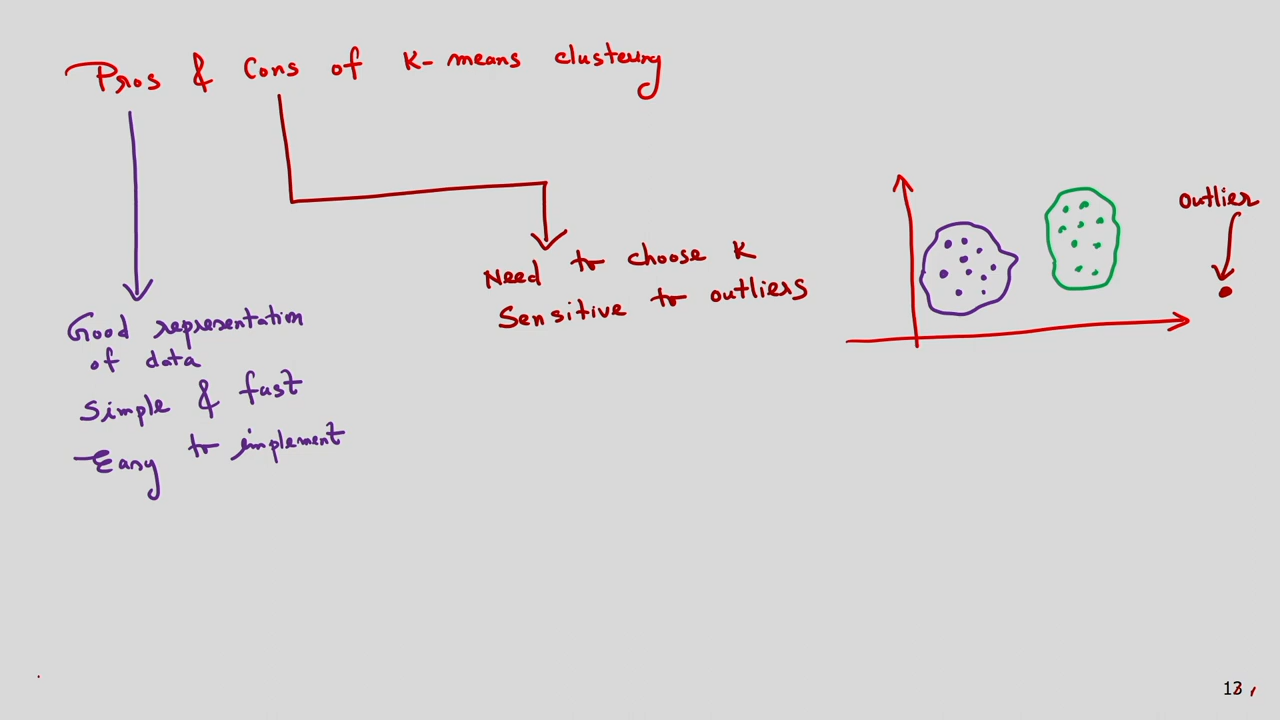 Pros & Cons of K-means clustering
Good representation
of data
Simple & fast
Easy to implement
Need to choose K
Sensitive to outliers
outlier